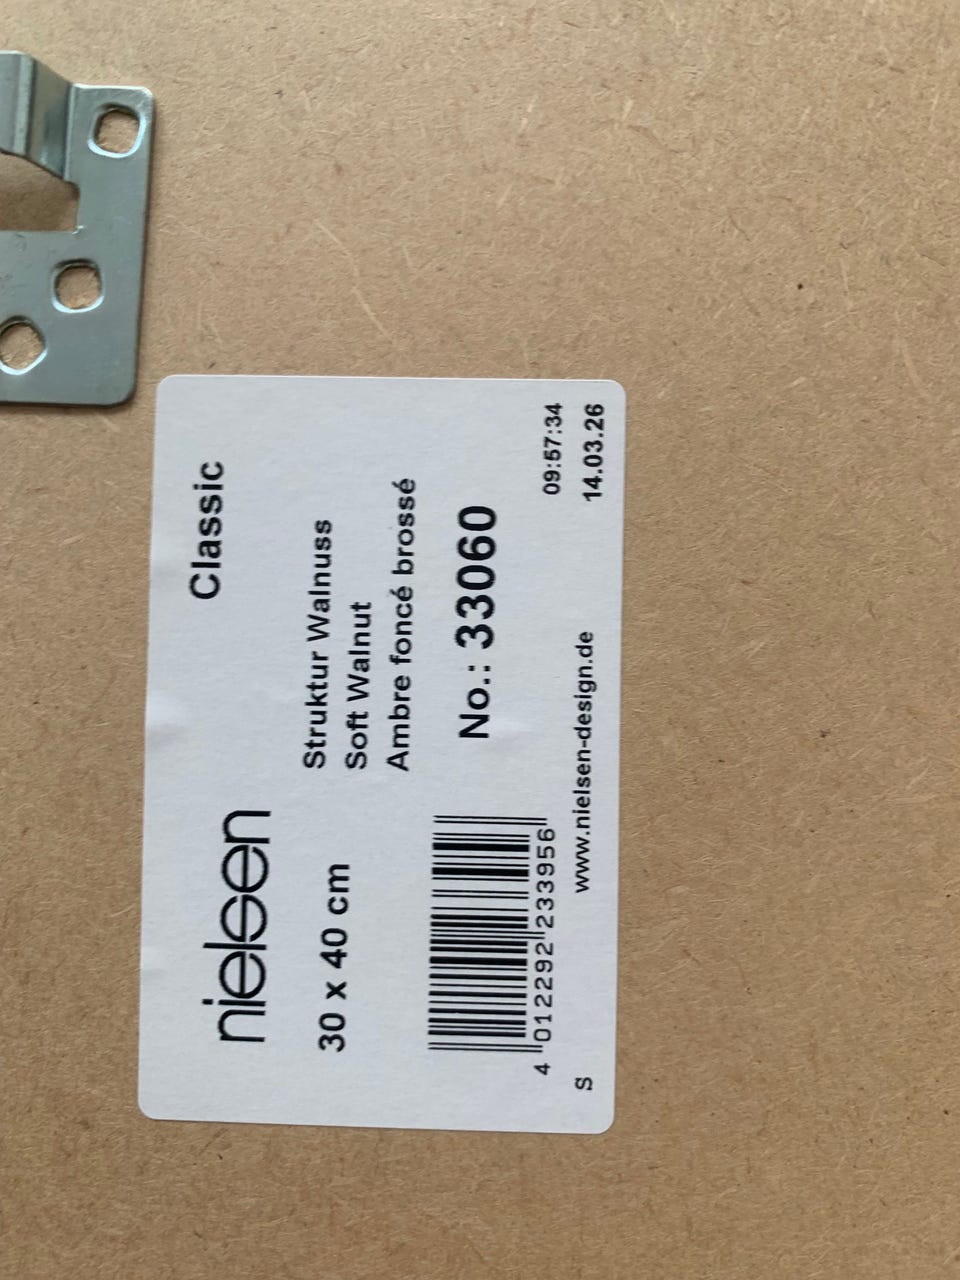 nielsen
Classic
30 x 40 cm
Struktur Walnuss
Soft Walnut
Ambre foncé brossé
No.: 33060
4 012292 233956
09:57:34
S
www.nielsen-design.de
14.03.26